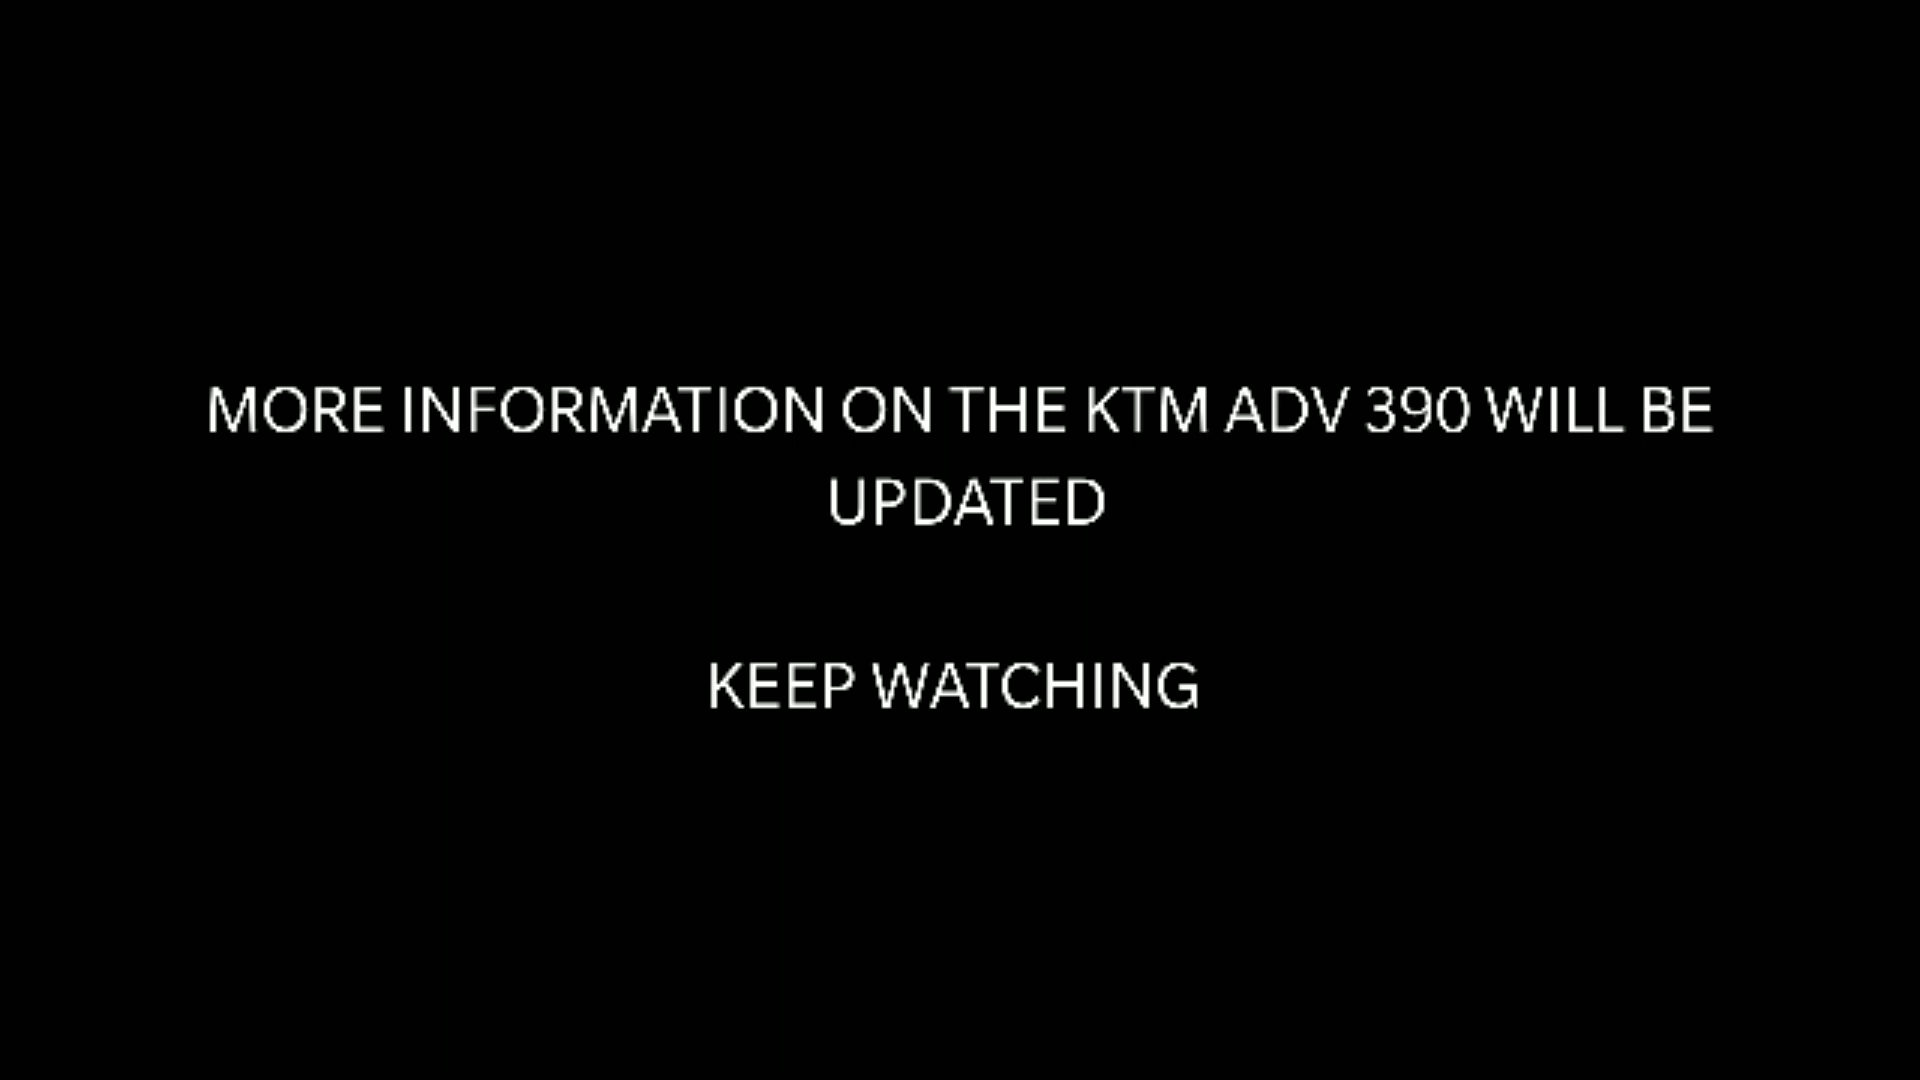 MORE INFORMATION ON THE KTM ADV 390 WILL BE
UPDATED
KEEP WATCHING